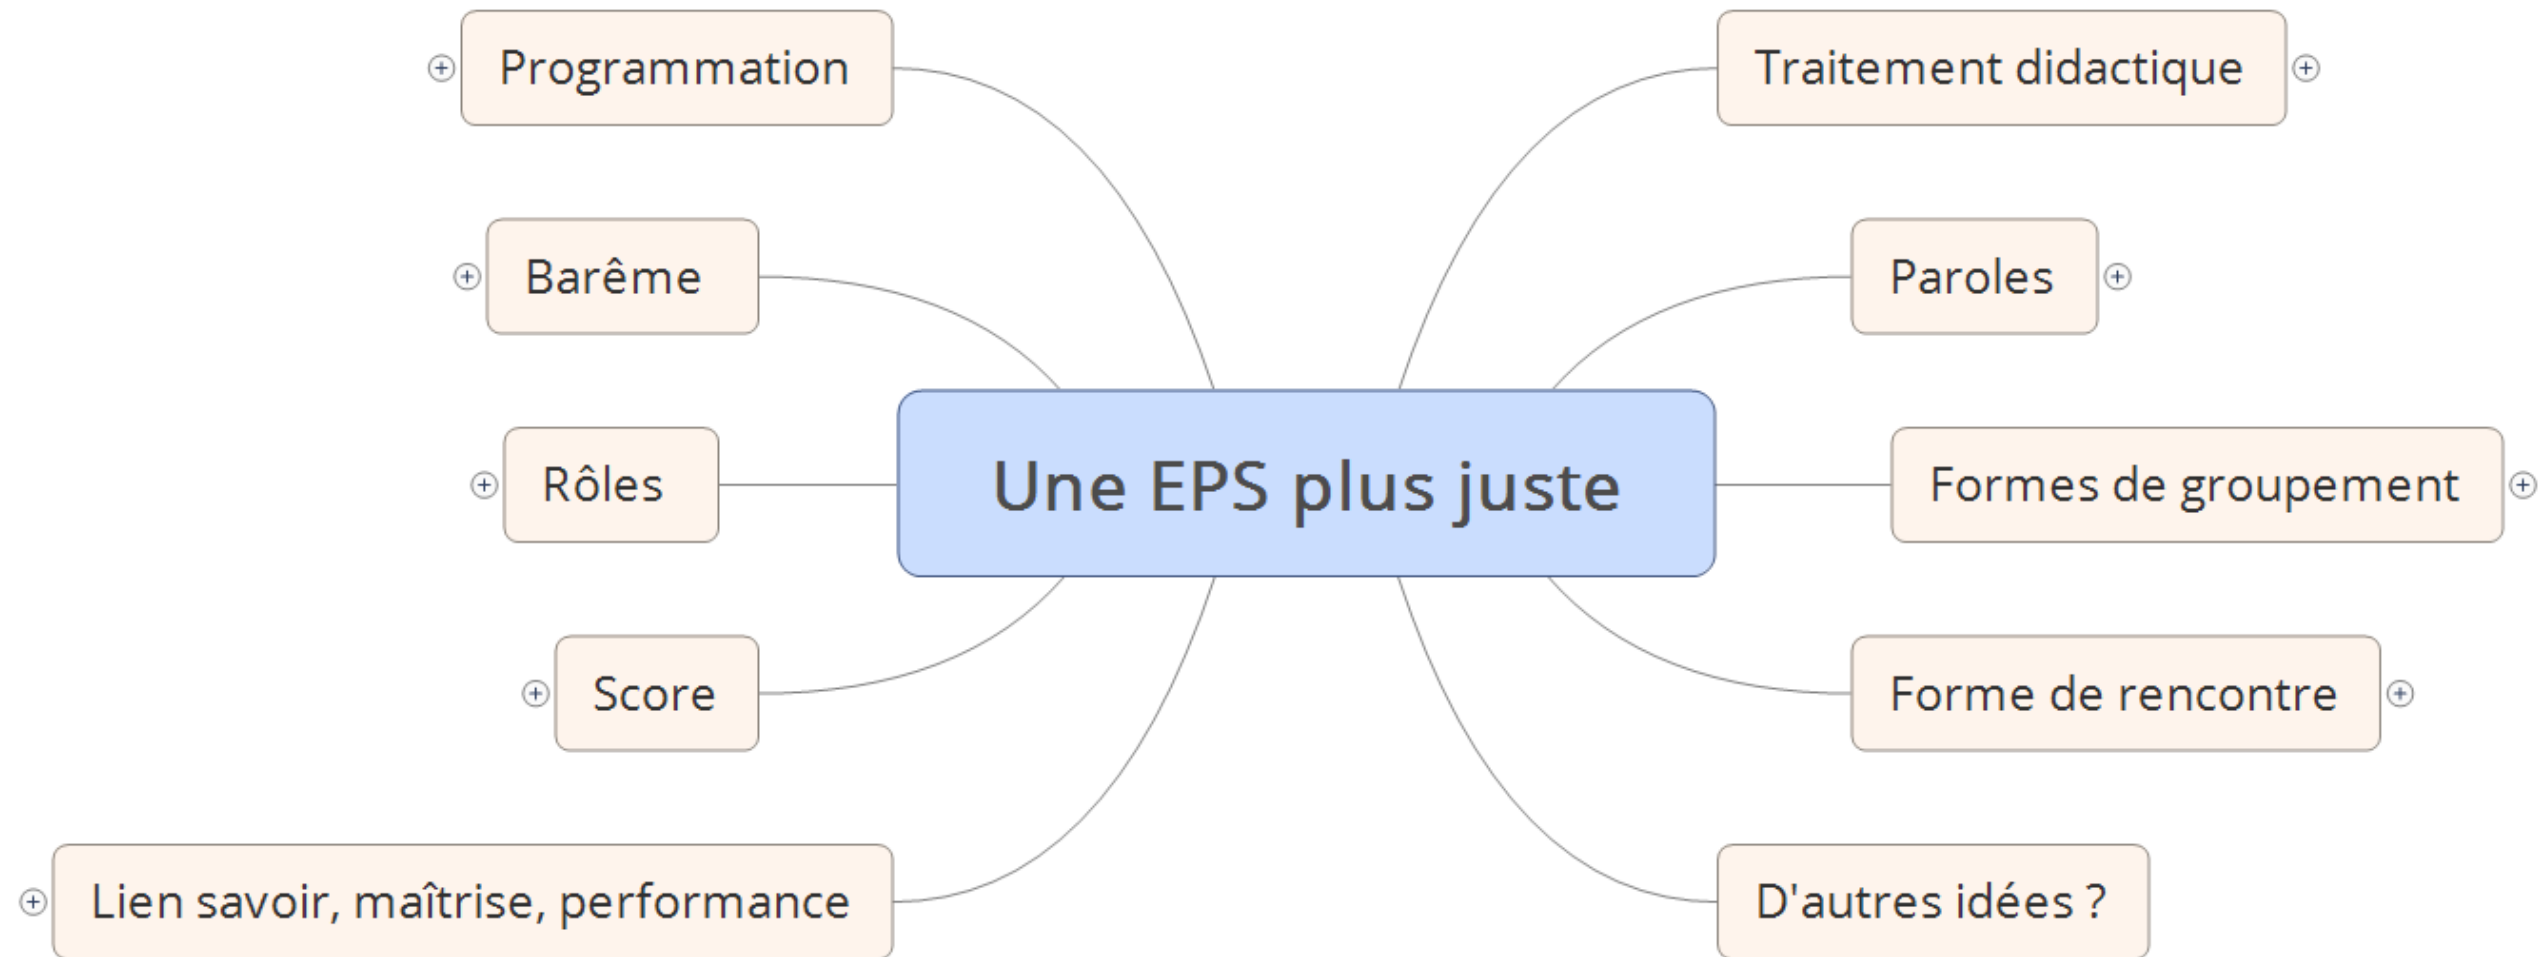 Programmation
Traitement didactique
Barême
Paroles
Rôles
Une EPS plus juste
Formes de groupement
Score
Forme de rencontre
Lien savoir, maîtrise, performance
D'autres idées ?